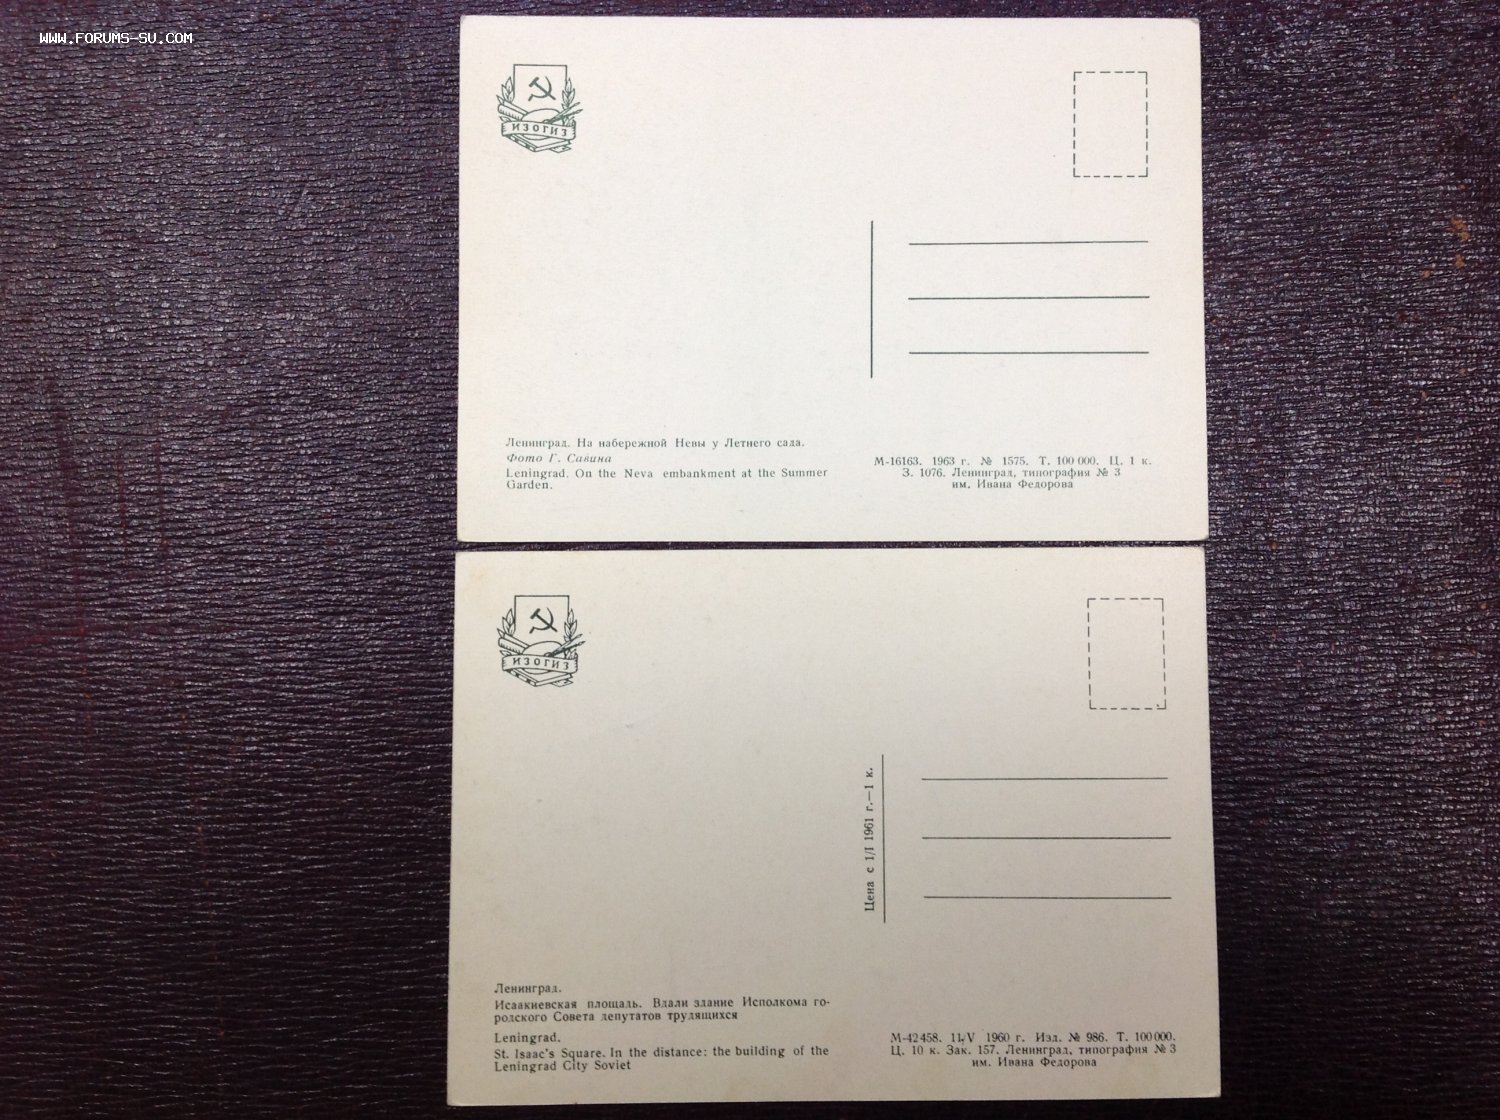 WWW.FORUMS-SU.COM
ИЗОГИЗ
Ленинград. На набережной Невы у Летнего сада.
Фото Г. Савина
Leningrad. On the Neva embankment at the Summer
Garden.
М-16163. 1963 г. № 1575. Т. 100 000. Ц. 1 к.
З. 1076. Ленинград, типография № 3
им. Ивана Федорова
ИЗОГИЗ
Цена с 1/I 1961 г.—1 к.
Ленинград.
Исаакиевская площадь. Вдали здание Исполкома го-
родского Совета депутатов трудящихся
Leningrad.
St. Isaac's Square. In the distance: the building of the
Leningrad City Soviet
М-42458. 11/V 1960 г. Изд. № 986. Т. 100000.
Ц. 10 к. Зак. 157. Ленинград, типография № 3
им. Ивана Федорова